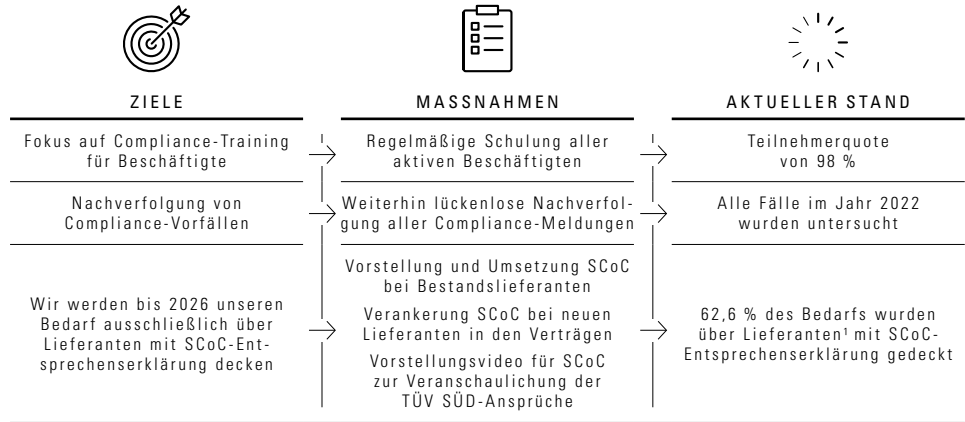 ZIELE
MASSNAHMEN
AKTUELLER STAND
Fokus auf Compliance-Training
für Beschäftigte
Regelmäßige Schulung aller
aktiven Beschäftigten
Teilnehmerquote
von 98 %
Nachverfolgung von
Compliance-Vorfällen
Weiterhin lückenlose Nachverfol-
gung aller Compliance-Meldungen
Alle Fälle im Jahr 2022
wurden untersucht
Wir werden bis 2026 unseren
Bedarf ausschließlich über
Lieferanten mit SCoC-Ent-
sprechenserklärung decken
Vorstellung und Umsetzung SCoC
bei Bestandslieferanten
Verankerung SCoC bei neuen
Lieferanten in den Verträgen
Vorstellungsvideo für SCoC
zur Veranschaulichung der
TÜV SÜD-Ansprüche
62,6 % des Bedarfs wurden
über Lieferanten¹ mit SCoC-
Entsprechenserklärung gedeckt